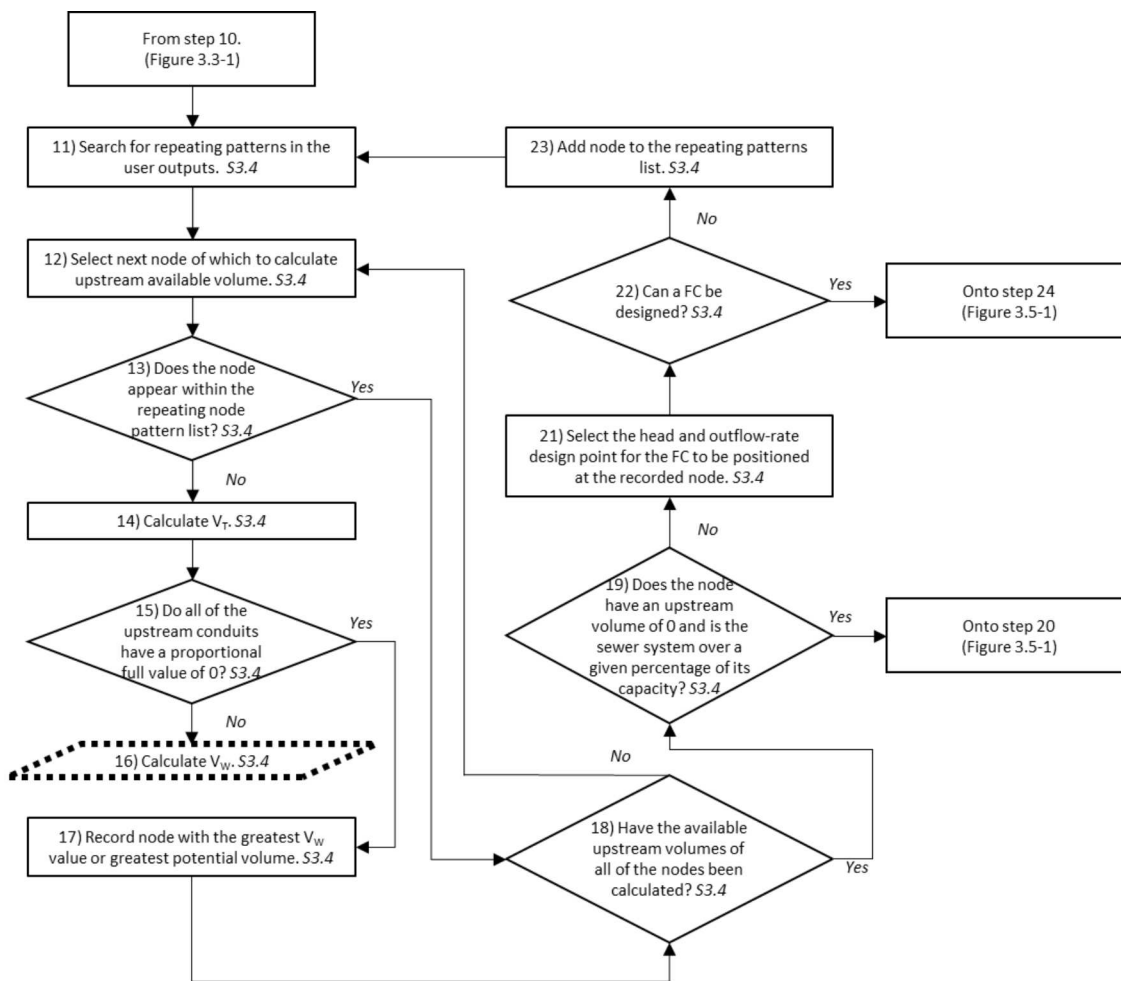 From step 10.
(Figure 3.3-1)
11) Search for repeating patterns in the
user outputs. S3.4
12) Select next node of which to calculate
upstream available volume. S3.4
13) Does the node
appear within the
repeating node
pattern list? S3.4
Yes
No
14) Calculate VT. S3.4
15) Do all of the
upstream conduits
have a proportional
full value of 0? S3.4
Yes
No
16) Calculate VW. S3.4
17) Record node with the greatest VW
value or greatest potential volume. S3.4
18) Have the available
upstream volumes of
all of the nodes been
calculated? S3.4
No
Yes
19) Does the node
have an upstream
volume of 0 and is the
sewer system over a
given percentage of its
capacity? S3.4
Yes
Onto step 20
(Figure 3.5-1)
No
21) Select the head and outflow-rate
design point for the FC to be positioned
at the recorded node. S3.4
22) Can a FC be
designed? S3.4
Yes
Onto step 24
(Figure 3.5-1)
No
23) Add node to the repeating patterns
list. S3.4